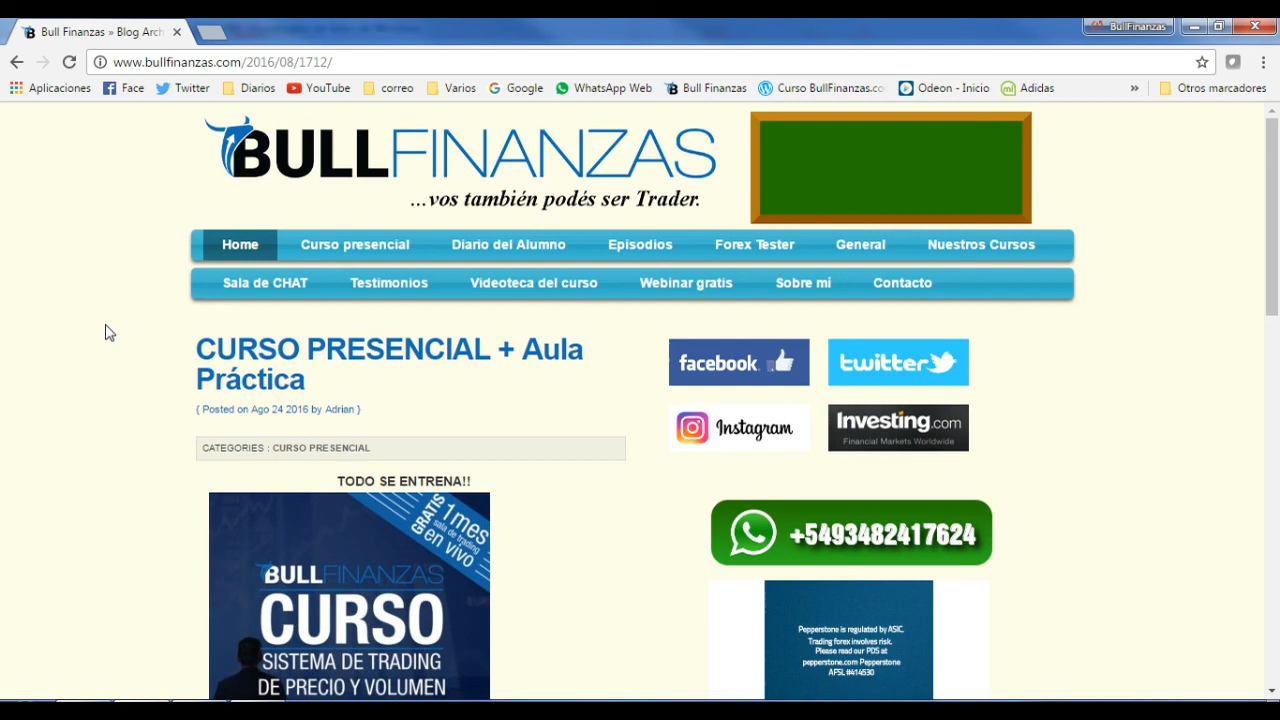 Bull Finanzas » Blog Arch
BullFinanzas
www.bullfinanzas.com/2016/08/1712/
Aplicaciones Face Twitter Diarios YouTube correo Varios Google WhatsApp Web Bull Finanzas Curso BullFinanzas.co Odeon - Inicio Adidas » Otros marcadores
BULLFINANZAS
...vos también podés ser Trader.
Home Curso presencial Diario del Alumno Episodios Forex Tester General Nuestros Cursos
Sala de CHAT Testimonios Videoteca del curso Webinar gratis Sobre mí Contacto
CURSO PRESENCIAL + Aula
Práctica
{ Posted on Ago 24 2016 by Adrian }
CATEGORIES : CURSO PRESENCIAL
TODO SE ENTRENA!!
GRATIS
1 mes
sala de trading
en vivo
BULLFINANZAS
CURSO
SISTEMA DE TRADING
DE PRECIO Y VOLUMEN
facebook
twitter
Instagram
Investing.com
Financial Markets Worldwide
+5493482417624
Pepperstone is regulated by ASIC.
Trading forex involves risk.
Please read our PDS at
pepperstone.com Pepperstone
AFSL #414530